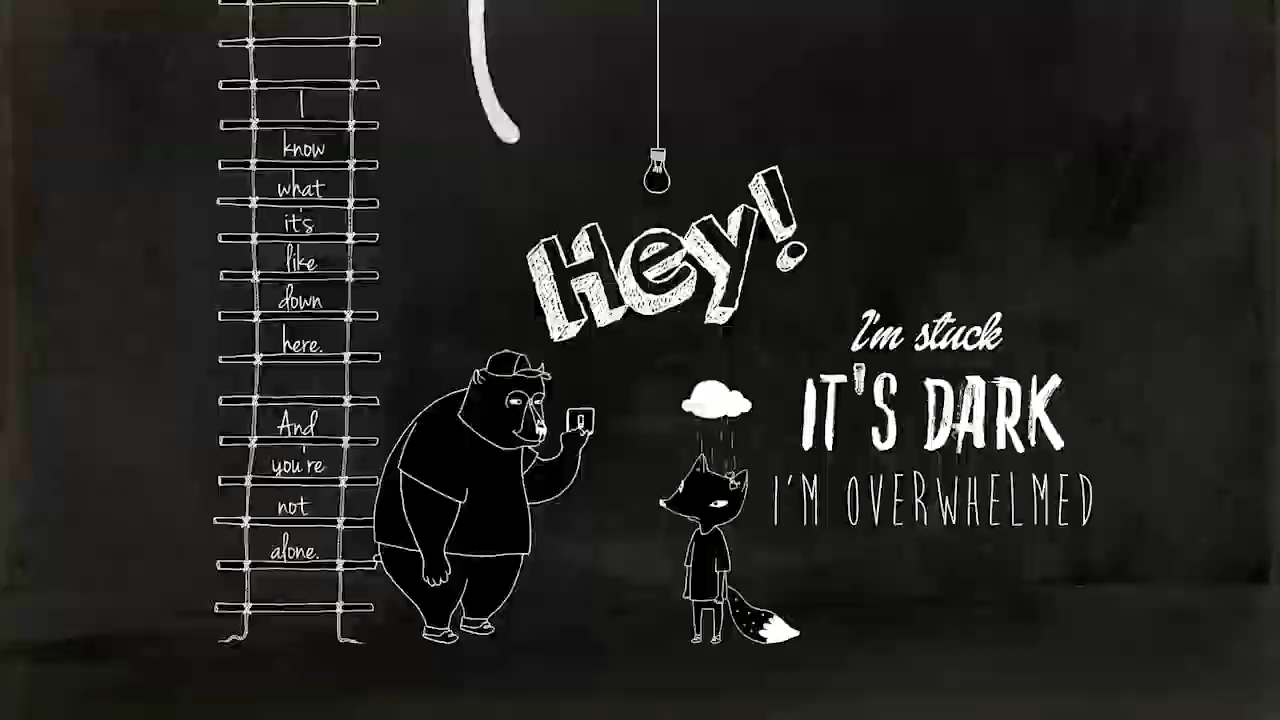 I
know
what
it's
like
down
here.
And
you're
not
alone.
Hey!
I'm stuck
IT'S DARK
I'M OVERWHELMED